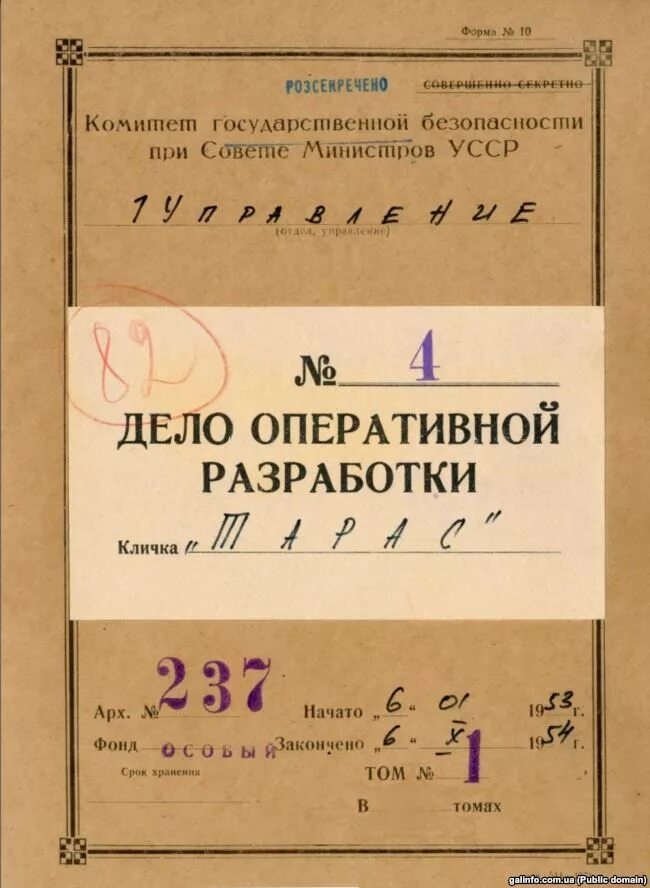 Форма № 10
РОЗСЕКРЕЧЕНО СОВЕРШЕННО СЕКРЕТНО
Комитет государственной безопасности
при Совете Министров УССР
1 УПРАВЛЕНИЕ
(отдел, управление)
82
№ 4
ДЕЛО ОПЕРАТИВНОЙ
РАЗРАБОТКИ
Кличка „ТАРАС“
Арх. № 237 Начато „6“ 01 1953 г.
Фонд ОСОБЫЙ Закончено „6“ X 1954 г.
Срок хранения ТОМ № 1
В томах
galinfo.com.ua (Public domain)